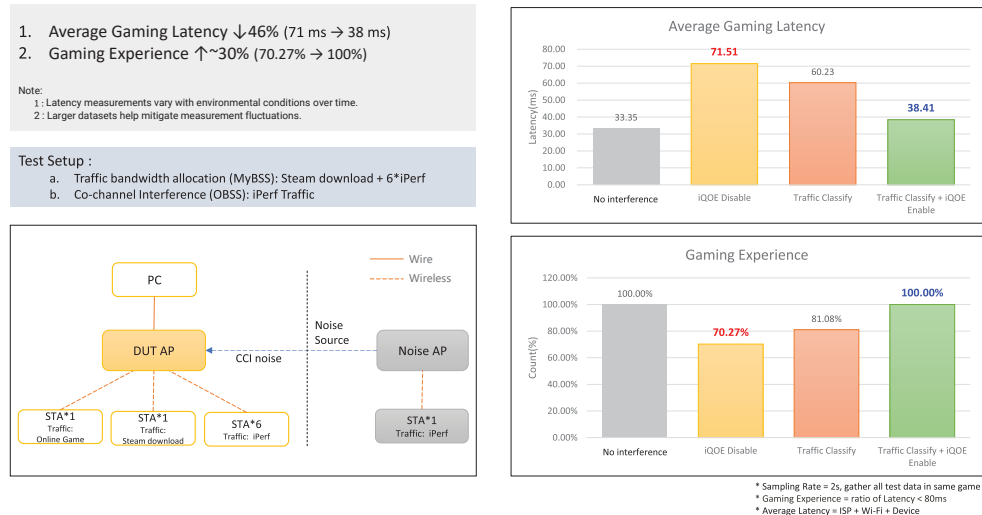 1. Average Gaming Latency ↓46% (71 ms → 38 ms)
2. Gaming Experience ↑~30% (70.27% → 100%)
Note:
1 : Latency measurements vary with environmental conditions over time.
2 : Larger datasets help mitigate measurement fluctuations.
Test Setup :
a. Traffic bandwidth allocation (MyBSS): Steam download + 6*iPerf
b. Co-channel Interference (OBSS): iPerf Traffic
Wire
Wireless
PC
Noise
Source
DUT AP
CCI noise
Noise AP
STA*1
Traffic:
Online Game
STA*1
Traffic:
Steam download
STA*6
Traffic: iPerf
STA*1
Traffic: iPerf
Average Gaming Latency
Latency(ms)
80.00
70.00
60.00
50.00
40.00
30.00
20.00
10.00
0.00
33.35
71.51
60.23
38.41
No interference
iQOE Disable
Traffic Classify
Traffic Classify + iQOE
Enable
Gaming Experience
Count(%)
120.00%
100.00%
80.00%
60.00%
40.00%
20.00%
0.00%
100.00%
70.27%
81.08%
100.00%
No interference
iQOE Disable
Traffic Classify
Traffic Classify + iQOE
Enable
* Sampling Rate = 2s, gather all test data in same game
* Gaming Experience = ratio of Latency < 80ms
* Average Latency = ISP + Wi-Fi + Device